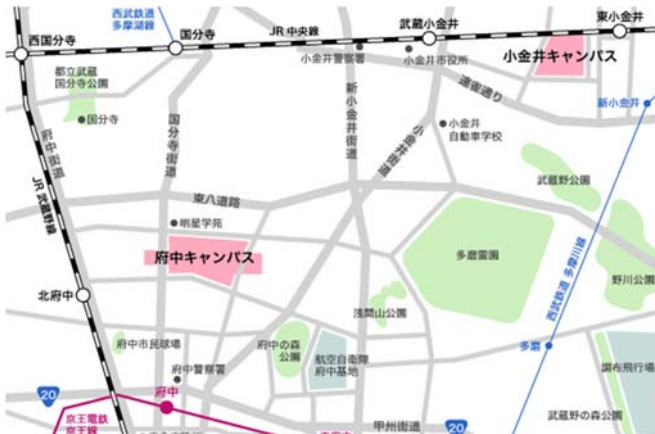 西武鉄道
多摩湖線
西国分寺
国分寺
JR 中央線
武蔵小金井
東小金井
小金井警察署
小金井市役所
小金井キャンパス
都立武蔵
国分寺公園
連雀通り
新小金井
国分寺
国分寺街道
新小金井街道
小金井街道
小金井
自動車学校
府中街道
JR 武蔵野線
武蔵野公園
東八道路
明星学苑
府中キャンパス
多磨霊園
西武鉄道 多摩川線
野川公園
北府中
浅間山公園
府中市民球場
府中の森
公園
航空自衛隊
府中基地
多磨
調布飛行場
府中警察署
20
府中
京王電鉄
京王線
甲州街道
20
武蔵野の森公園